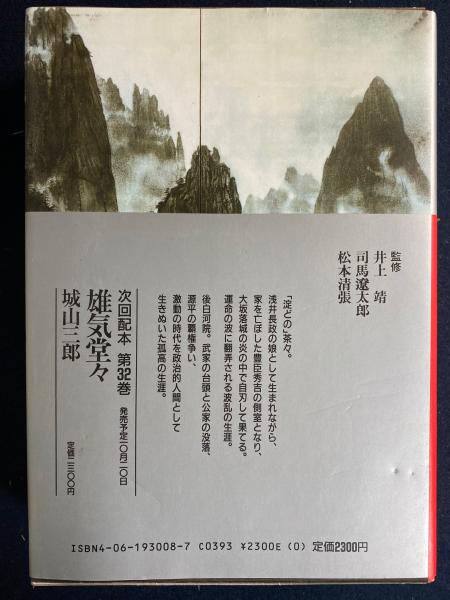 監修
井上 靖
司馬遼太郎
松本清張
「淀どの」茶々。
浅井長政の娘として生まれながら、
家を亡ぼした豊臣秀吉の側室となり、
大坂落城の炎の中で自刃して果てる。
運命の波に翻弄される波乱の生涯。
後白河院。武家の台頭と公家の没落、
源平の覇権争い、
激動の時代を政治的人間として
生きぬいた孤高の生涯。
次回配本 第32巻 発売予定一〇月二〇日
雄気堂々
城山三郎 定価二三〇〇円
ISBN4-06-193008-7 C0393 ¥2300E (0) 定価2300円